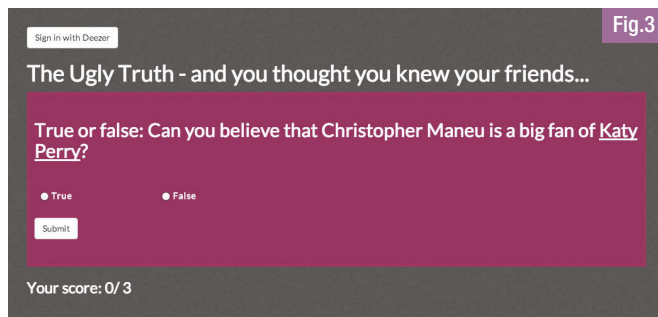 Fig.3
Sign in with Deezer
The Ugly Truth - and you thought you knew your friends...
True or false: Can you believe that Christopher Maneu is a big fan of Katy
Perry?
True False
Submit
Your score: 0/ 3